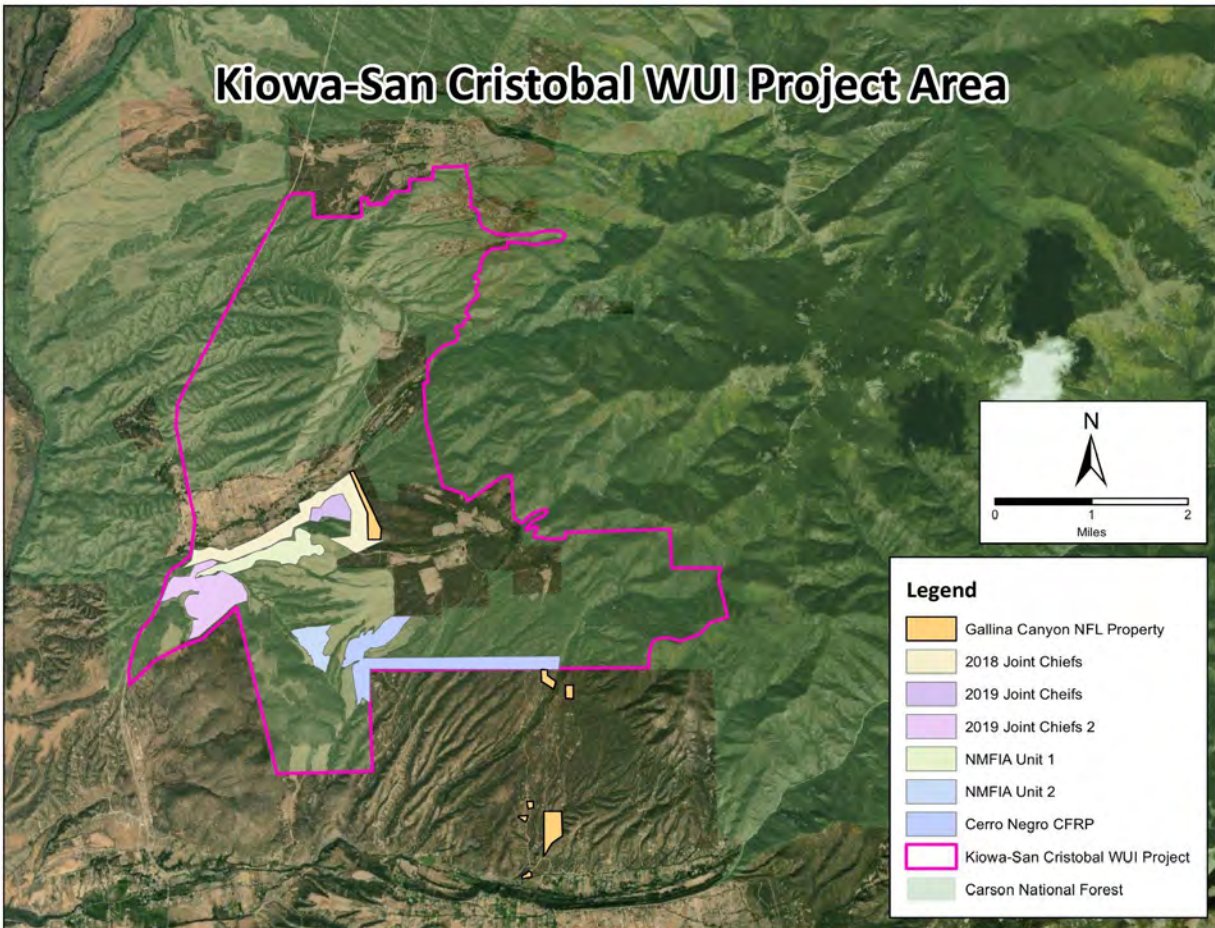 Kiowa-San Cristobal WUI Project Area
N
0 1 2
Miles
Legend
Gallina Canyon NFL Property
2018 Joint Chiefs
2019 Joint Cheifs
2019 Joint Chiefs 2
NMFIA Unit 1
NMFIA Unit 2
Cerro Negro CFRP
Kiowa-San Cristobal WUI Project
Carson National Forest